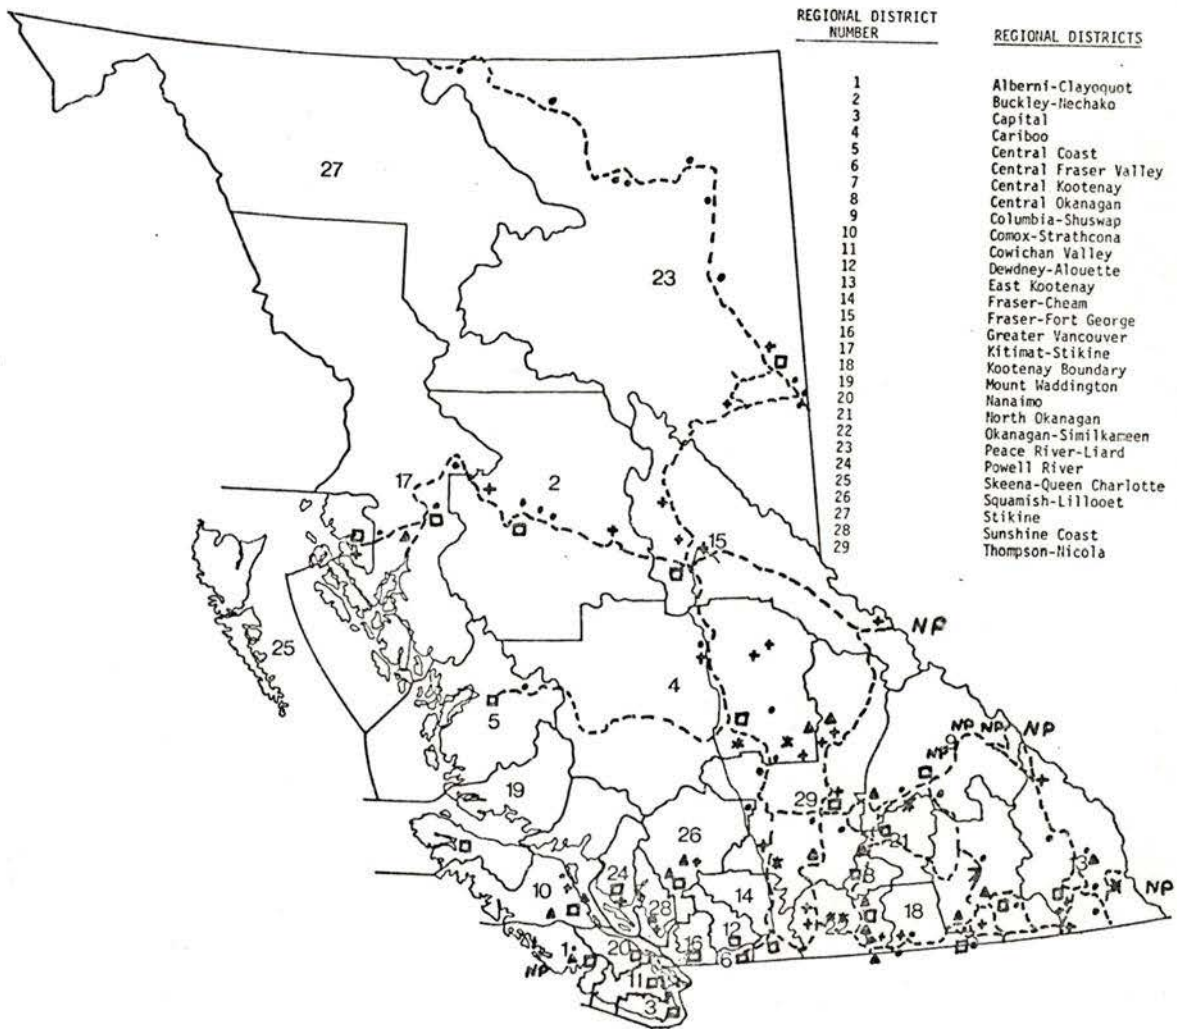 REGIONAL DISTRICT
NUMBER
REGIONAL DISTRICTS
1 Alberni-Clayoquot
2 Buckley-Nechako
3 Capital
4 Cariboo
5 Central Coast
6 Central Fraser Valley
7 Central Kootenay
8 Central Okanagan
9 Columbia-Shuswap
10 Comox-Strathcona
11 Cowichan Valley
12 Dewdney-Alouette
13 East Kootenay
14 Fraser-Cheam
15 Fraser-Fort George
16 Greater Vancouver
17 Kitimat-Stikine
18 Kootenay Boundary
19 Mount Waddington
20 Nanaimo
21 North Okanagan
22 Okanagan-Similkameen
23 Peace River-Liard
24 Powell River
25 Skeena-Queen Charlotte
26 Squamish-Lillooet
27 Stikine
28 Sunshine Coast
29 Thompson-Nicola
27
23
17
2
15
NP
25
4
5
NP NP NP
NP 9
19
29
26
21
24
8
7
13
10
14
28
18
NP
22
12
1
20
16
6
NP
11
3